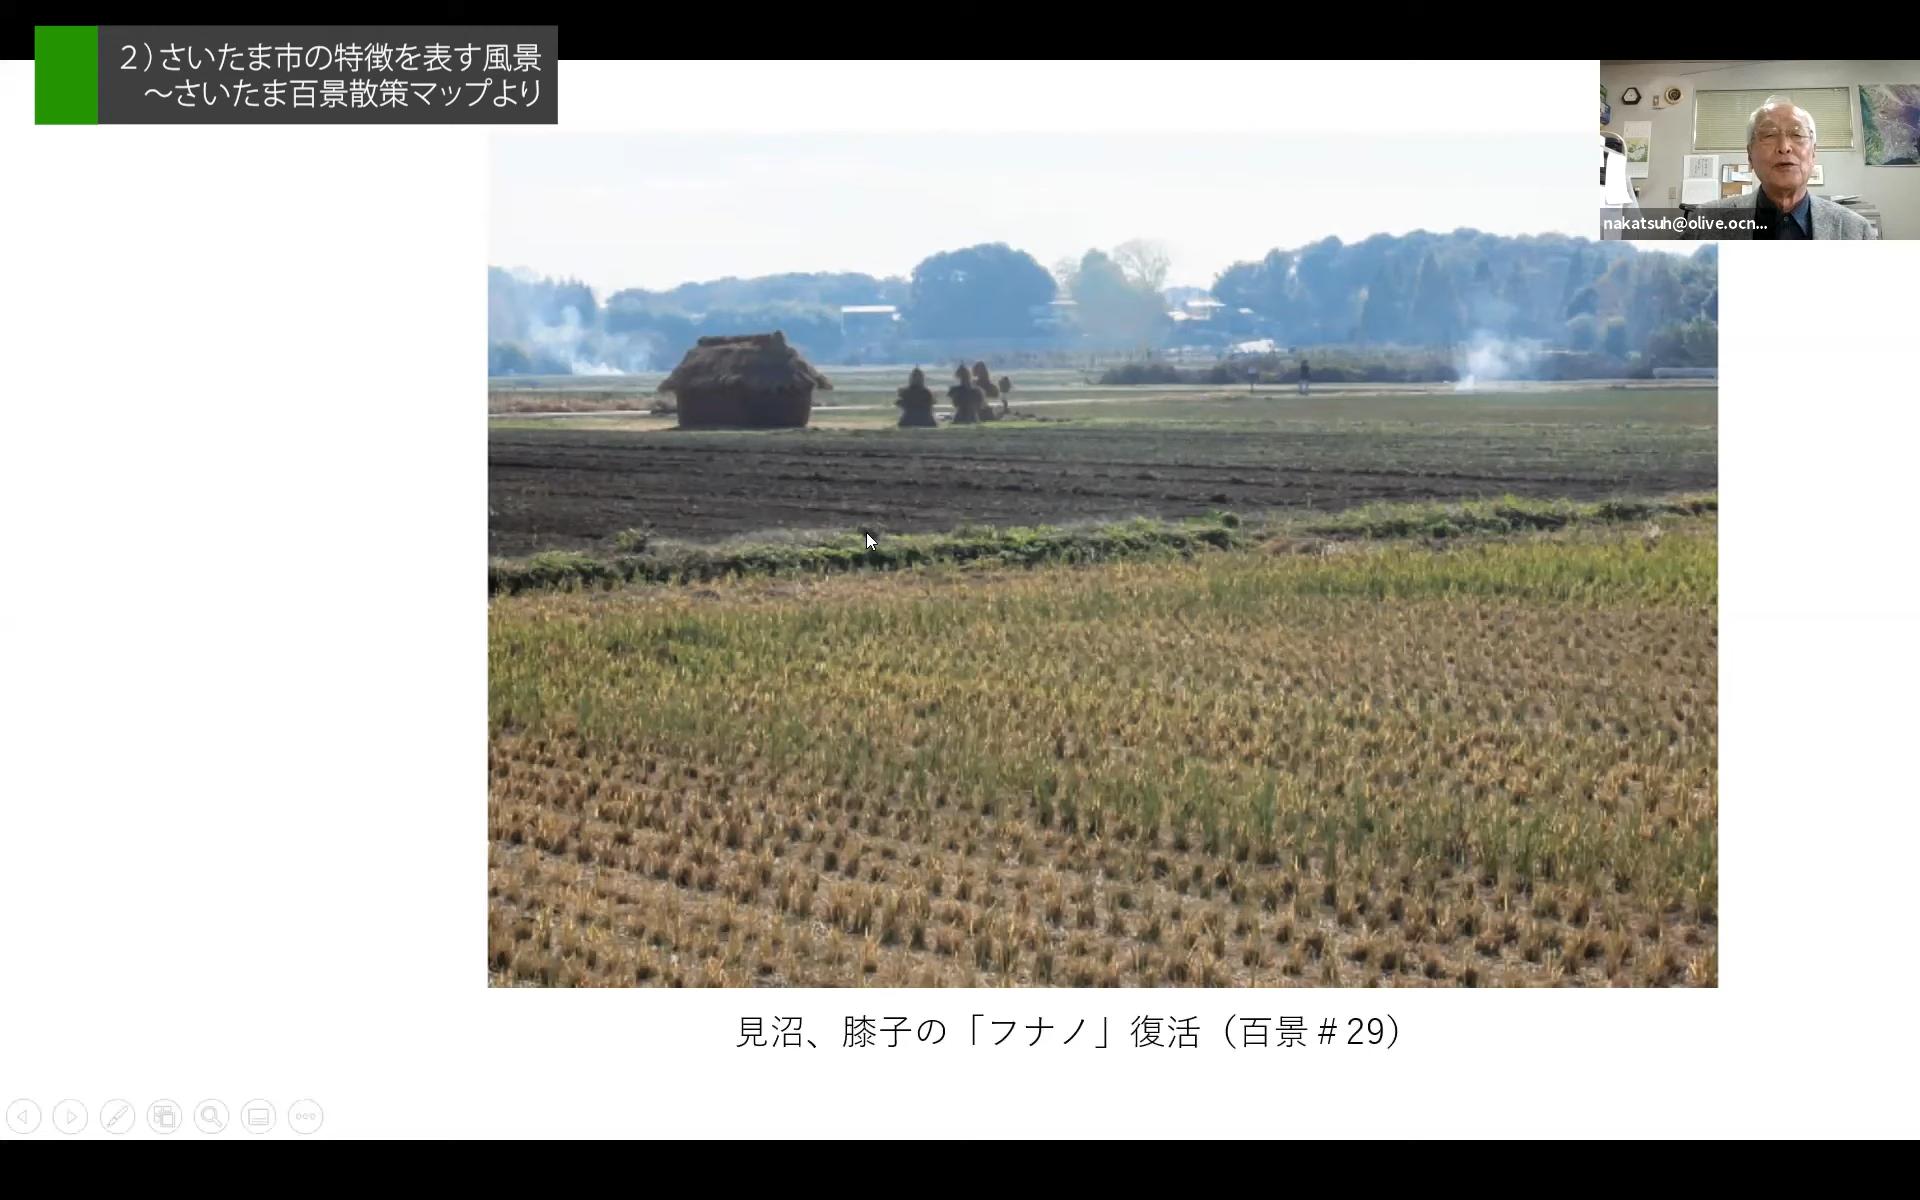 2）さいたま市の特徴を表す風景
～さいたま百景散策マップより
nakatsuh@olive.ocn...
見沼、膝子の「フナノ」復活（百景＃29）